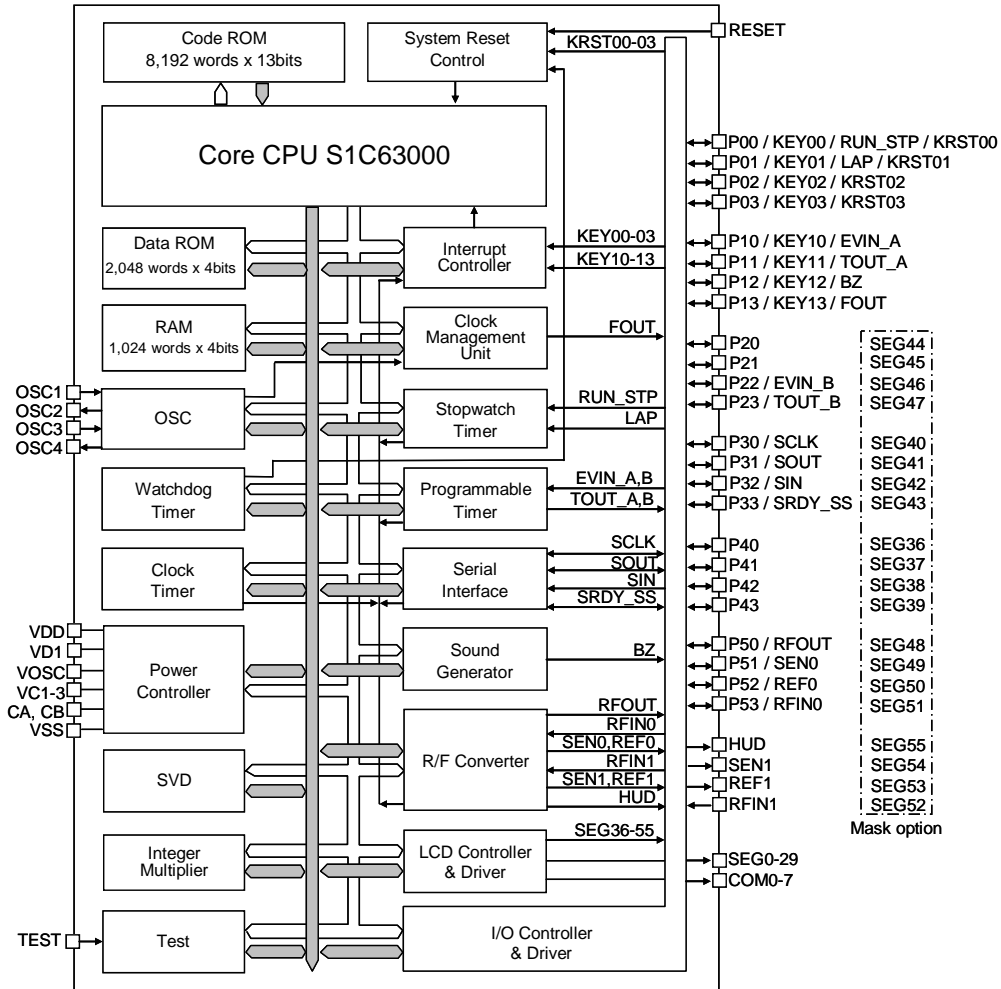 Code ROM
8,192 words x 13bits
System Reset
Control
KRST00-03
RESET
Core CPU S1C63000
P00 / KEY00 / RUN_STP / KRST00
P01 / KEY01 / LAP / KRST01
P02 / KEY02 / KRST02
P03 / KEY03 / KRST03
Data ROM
2,048 words x 4bits
Interrupt
Controller
KEY00-03
KEY10-13
P10 / KEY10 / EVIN_A
P11 / KEY11 / TOUT_A
P12 / KEY12 / BZ
P13 / KEY13 / FOUT
RAM
1,024 words x 4bits
Clock
Management
Unit
FOUT
P20 SEG44
P21 SEG45
P22 / EVIN_B SEG46
P23 / TOUT_B SEG47
OSC1
OSC2
OSC3
OSC4
OSC
Stopwatch
Timer
RUN_STP
LAP
P30 / SCLK SEG40
P31 / SOUT SEG41
P32 / SIN SEG42
P33 / SRDY_SS SEG43
Watchdog
Timer
Programmable
Timer
EVIN_A,B
TOUT_A,B
Clock
Timer
Serial
Interface
SCLK
SOUT
SIN
SRDY_SS
P40 SEG36
P41 SEG37
P42 SEG38
P43 SEG39
VDD
VD1
VOSC
VC1-3
CA, CB
VSS
Power
Controller
Sound
Generator
BZ
P50 / RFOUT SEG48
P51 / SEN0 SEG49
P52 / REF0 SEG50
P53 / RFIN0 SEG51
SVD
R/F Converter
RFOUT
RFIN0
SEN0,REF0
RFIN1
SEN1,REF1
HUD
HUD SEG55
SEN1 SEG54
REF1 SEG53
RFIN1 SEG52
Mask option
Integer
Multiplier
LCD Controller
& Driver
SEG36-55
SEG0-29
COM0-7
TEST
Test
I/O Controller
& Driver